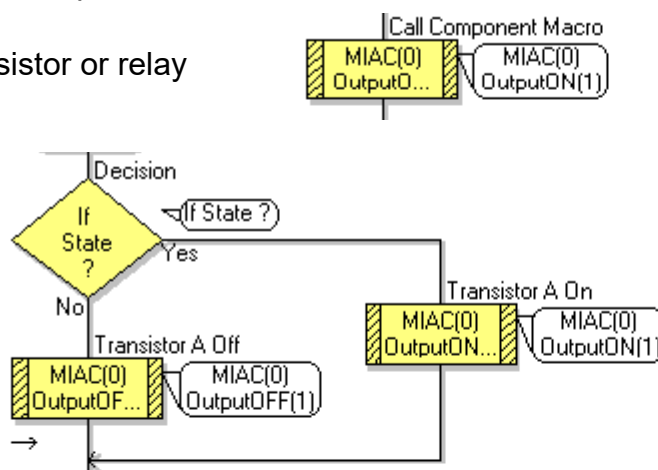 Call Component Macro
MIAC(0)
OutputO...
MIAC(0)
OutputON(1)
sistor or relay
Decision
If
State
?
If State ?
Yes
No
Transistor A On
MIAC(0)
OutputON...
MIAC(0)
OutputON(1)
Transistor A Off
MIAC(0)
OutputOF...
MIAC(0)
OutputOFF(1)
→